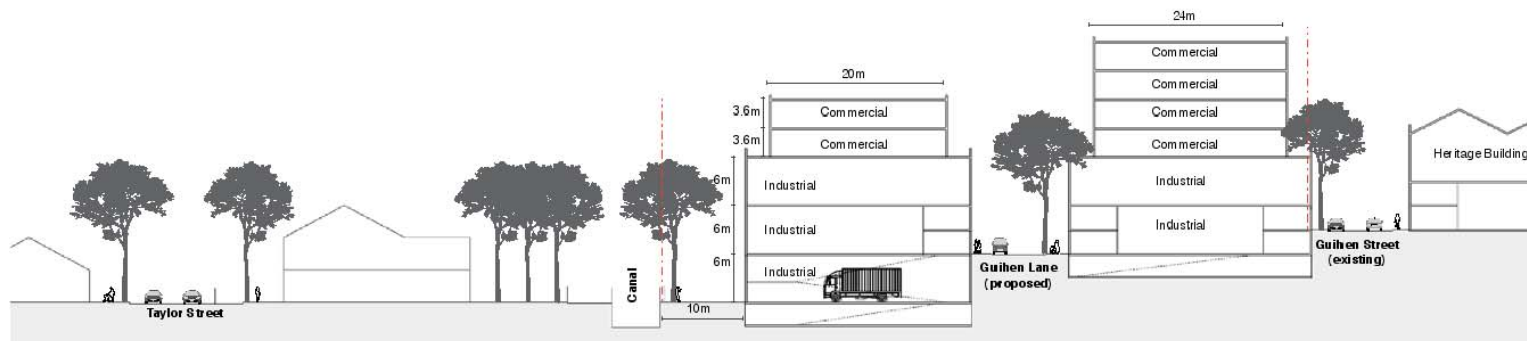 24m
Commercial
Commercial
Commercial
Commercial
20m
3.6m
Commercial
3.6m
Commercial
6m
Industrial
6m
Industrial
6m
Industrial
Industrial
Industrial
Heritage Building
Guihen Street
(existing)
Guihen Lane
(proposed)
Canal
10m
Taylor Street